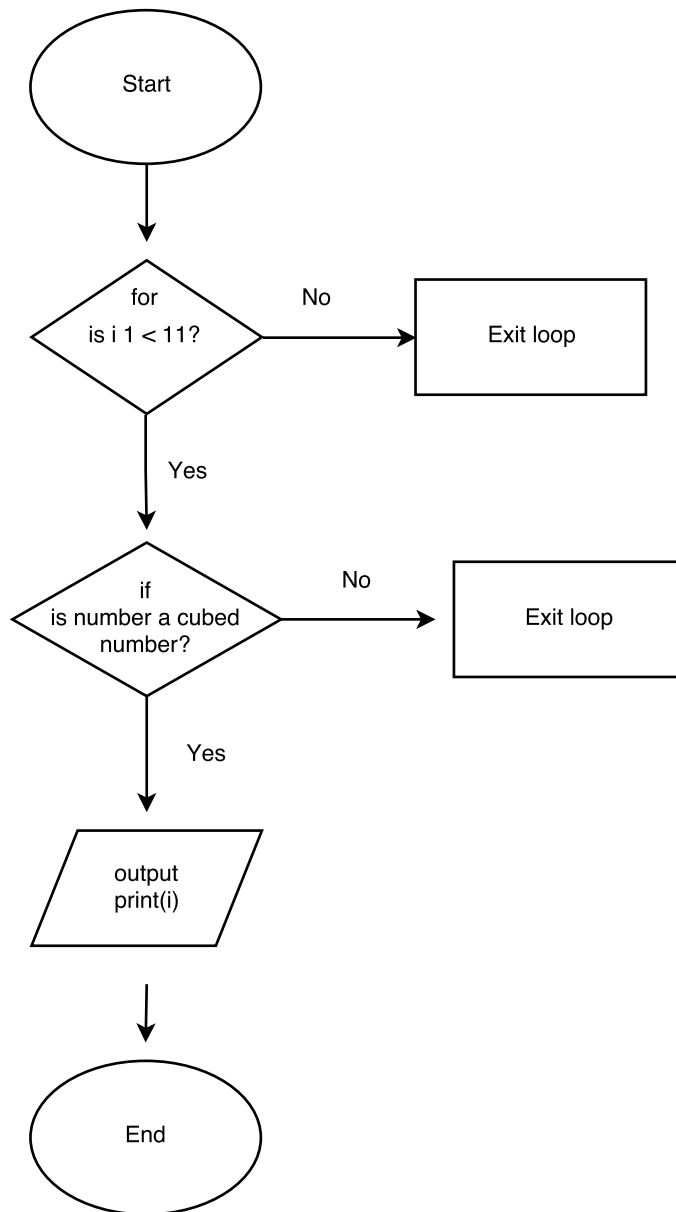 Start
for
is i 1 < 11?
No
Exit loop
Yes
if
is number a cubed
number?
No
Exit loop
Yes
output
print(i)
End